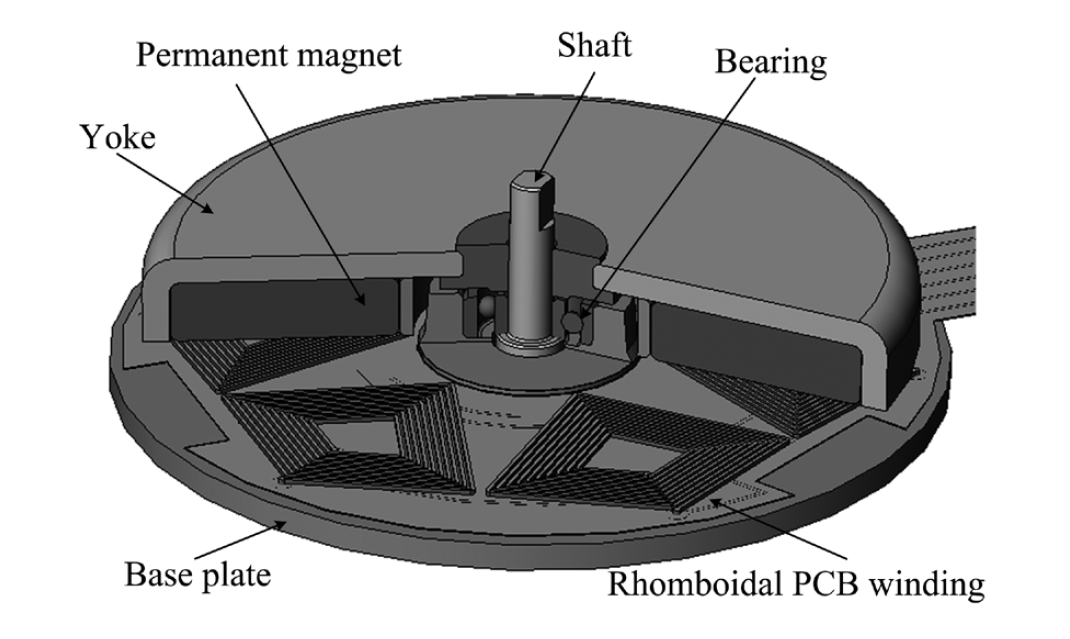 Shaft
Permanent magnet
Bearing
Yoke
Base plate
Rhomboidal PCB winding